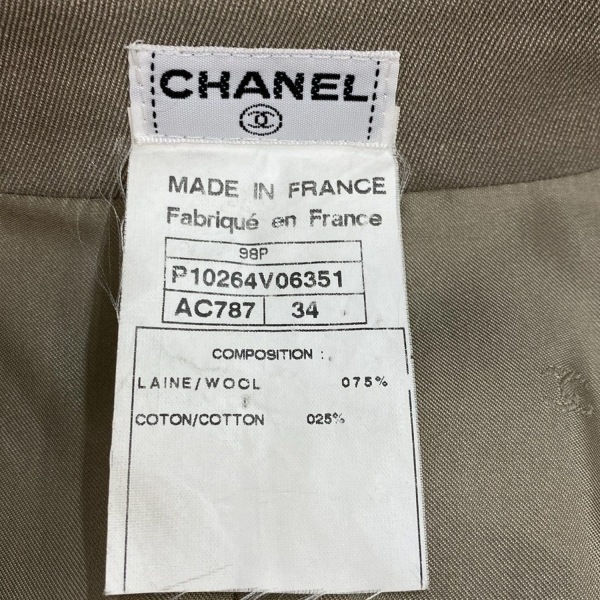 CHANEL
MADE IN FRANCE
Fabriqué en France
98P
P10264V06351
AC787 34
COMPOSITION :
LAINE/WOOL 075%
COTON/COTTON 025%